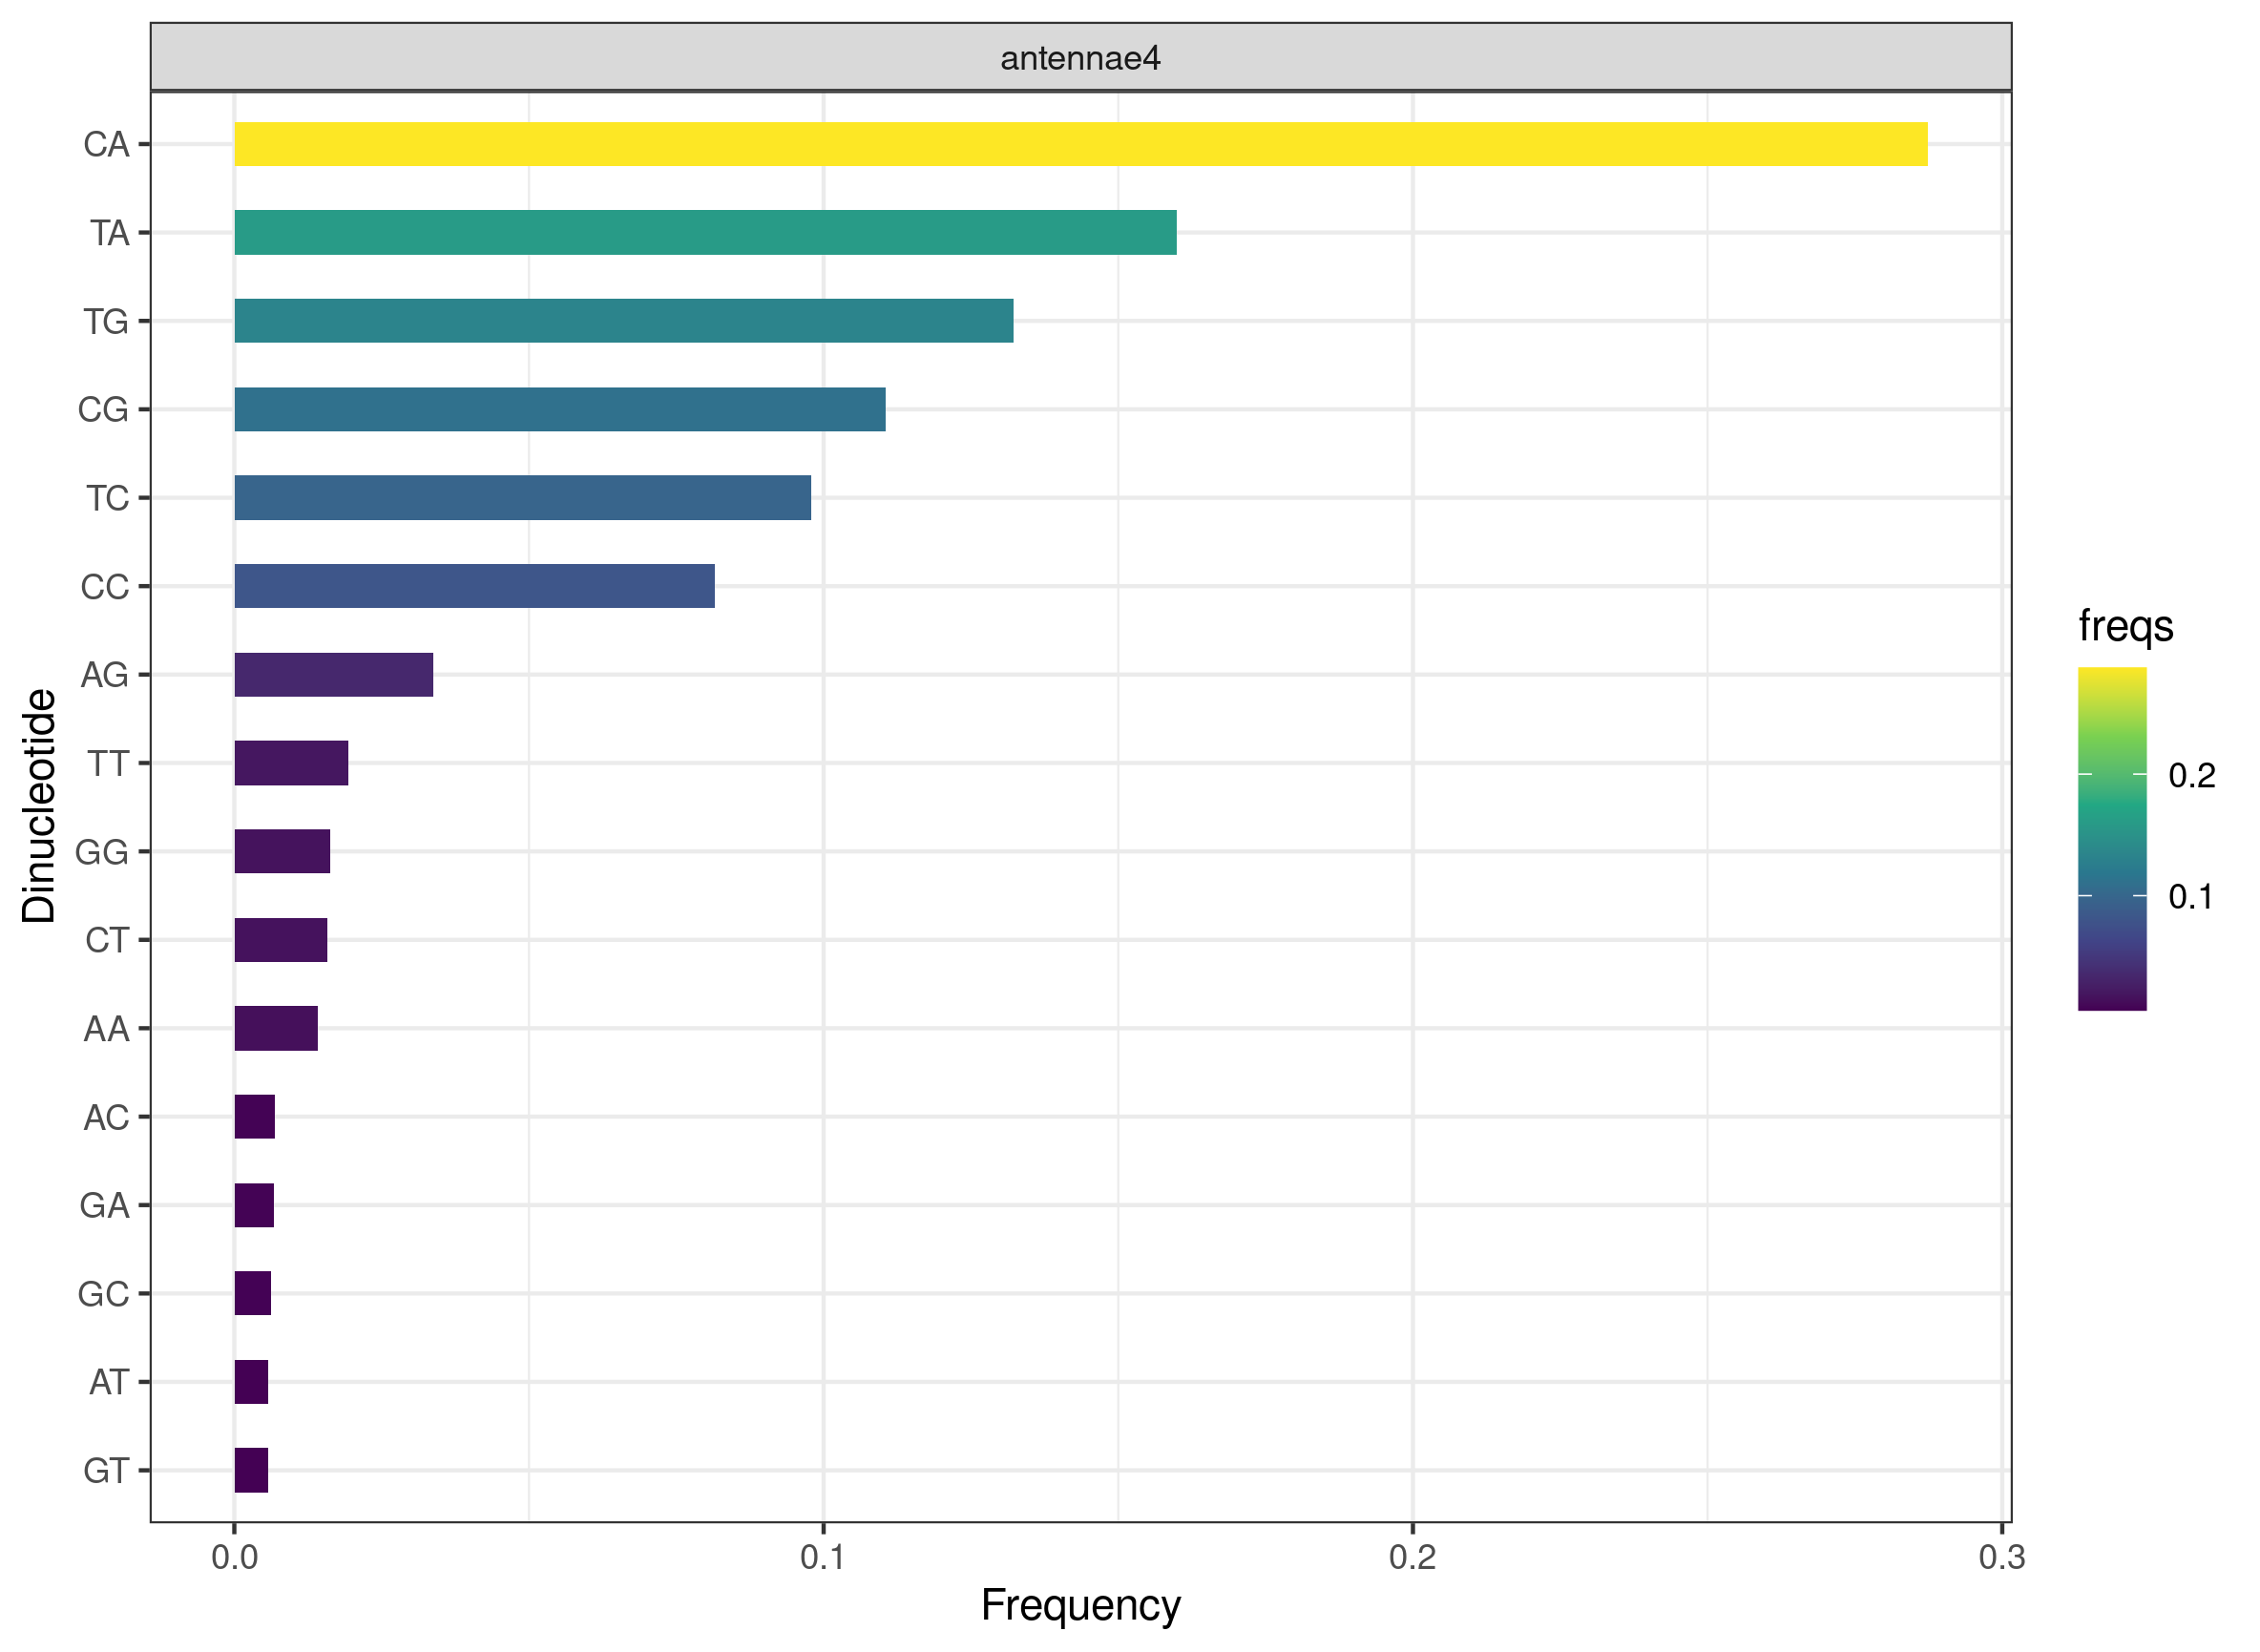 antennae4
CA
TA
TG
CG
TC
CC
AG
TT
GG
CT
AA
AC
GA
GC
AT
GT
Dinucleotide
0.0 0.1 0.2 0.3
Frequency
freqs
0.2
0.1